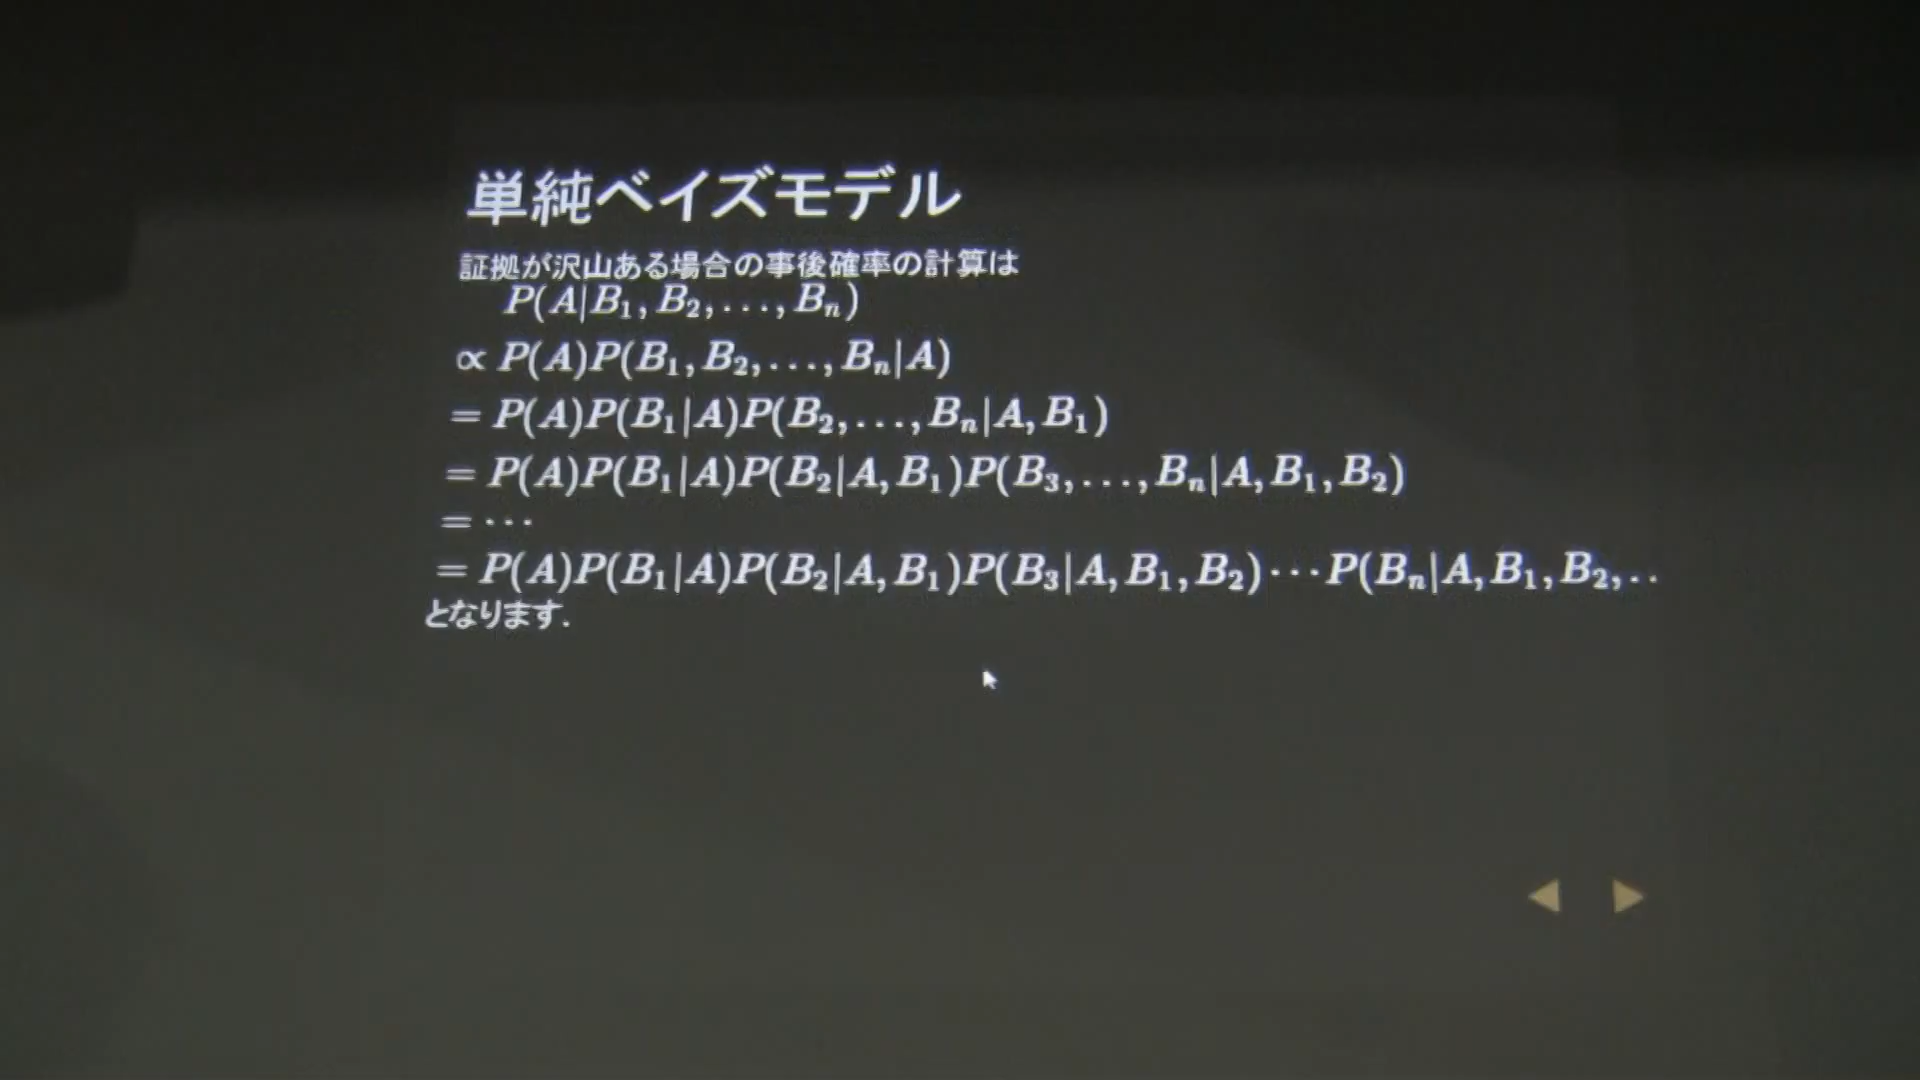 単純ベイズモデル
証拠が沢山ある場合の事後確率の計算は
P(A|B₁, B₂, . . . , Bₙ)
∝ P(A)P(B₁, B₂, . . . , Bₙ|A)
= P(A)P(B₁|A)P(B₂, . . . , Bₙ|A, B₁)
= P(A)P(B₁|A)P(B₂|A, B₁)P(B₃, . . . , Bₙ|A, B₁, B₂)
= · · ·
= P(A)P(B₁|A)P(B₂|A, B₁)P(B₃|A, B₁, B₂) · · · P(Bₙ|A, B₁, B₂, . .
となります.